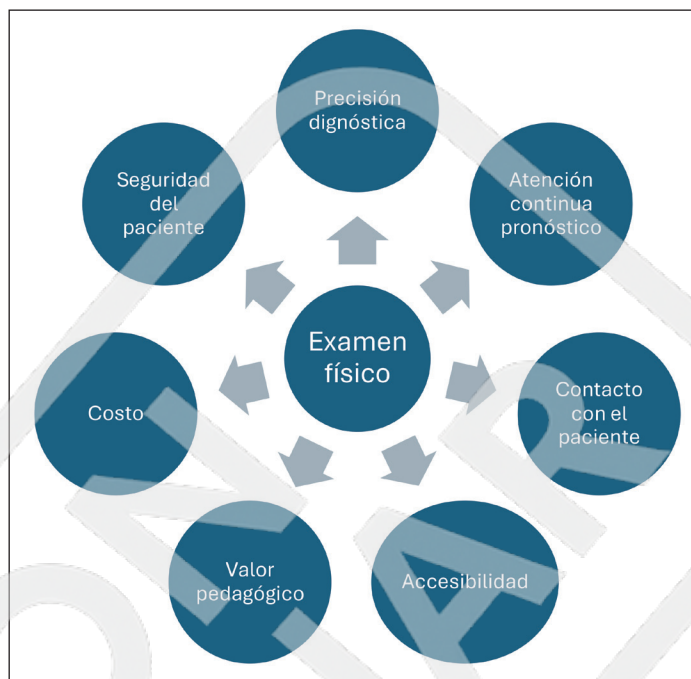 Precisión
dignóstica
Seguridad
del
paciente
Atención
continua
pronóstico
Examen
físico
Costo
Contacto
con el
paciente
Valor
pedagógico
Accesibilidad